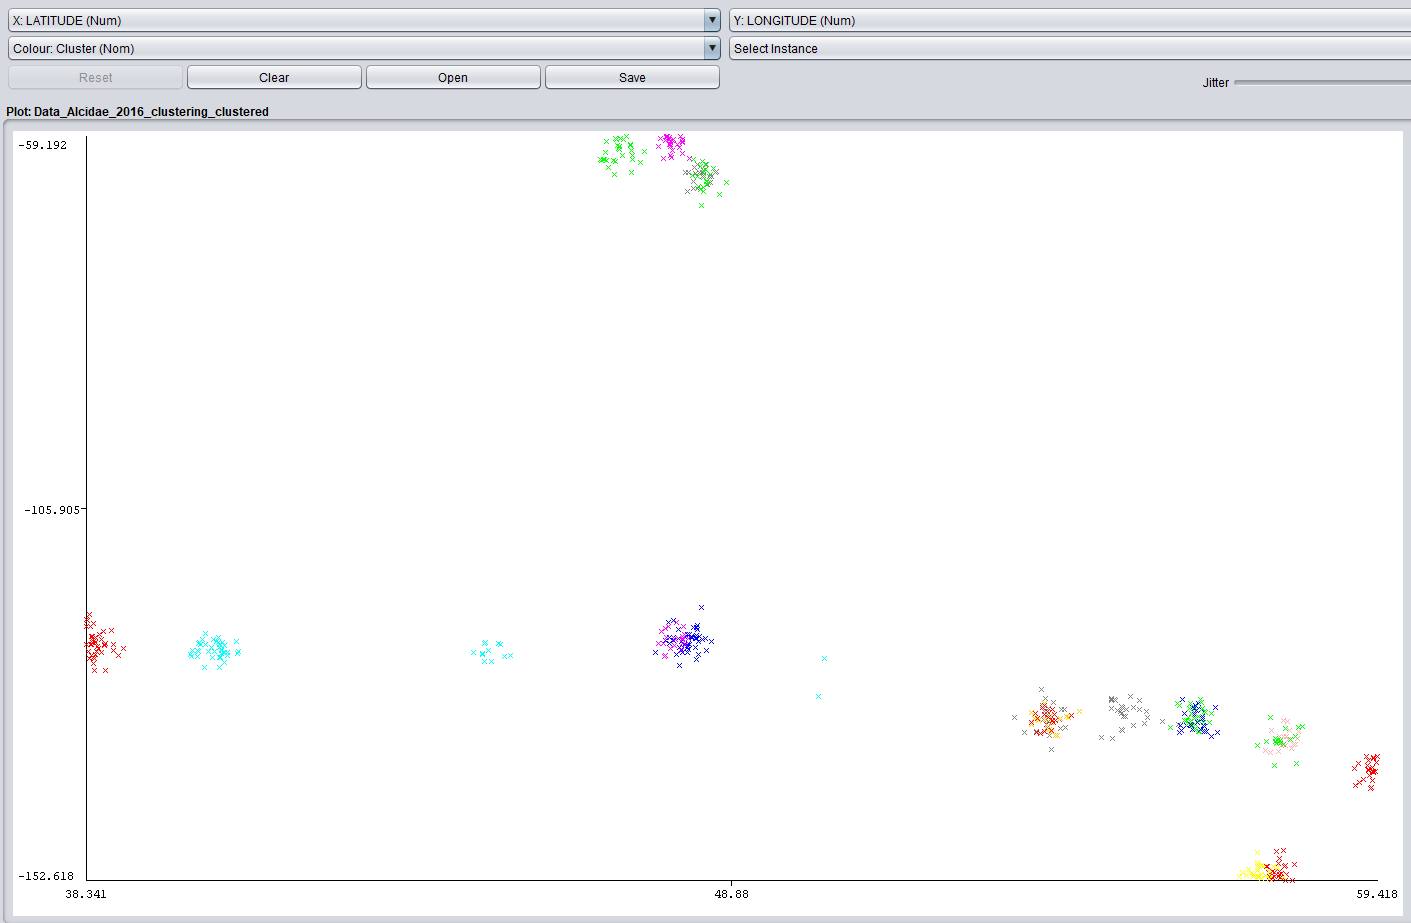 X: LATITUDE (Num) Y: LONGITUDE (Num)
Colour: Cluster (Nom) Select Instance
Reset Clear Open Save Jitter
Plot: Data_Alcidae_2016_clustering_clustered
-59.192
-105.905
-152.618
38.341 48.88 59.418